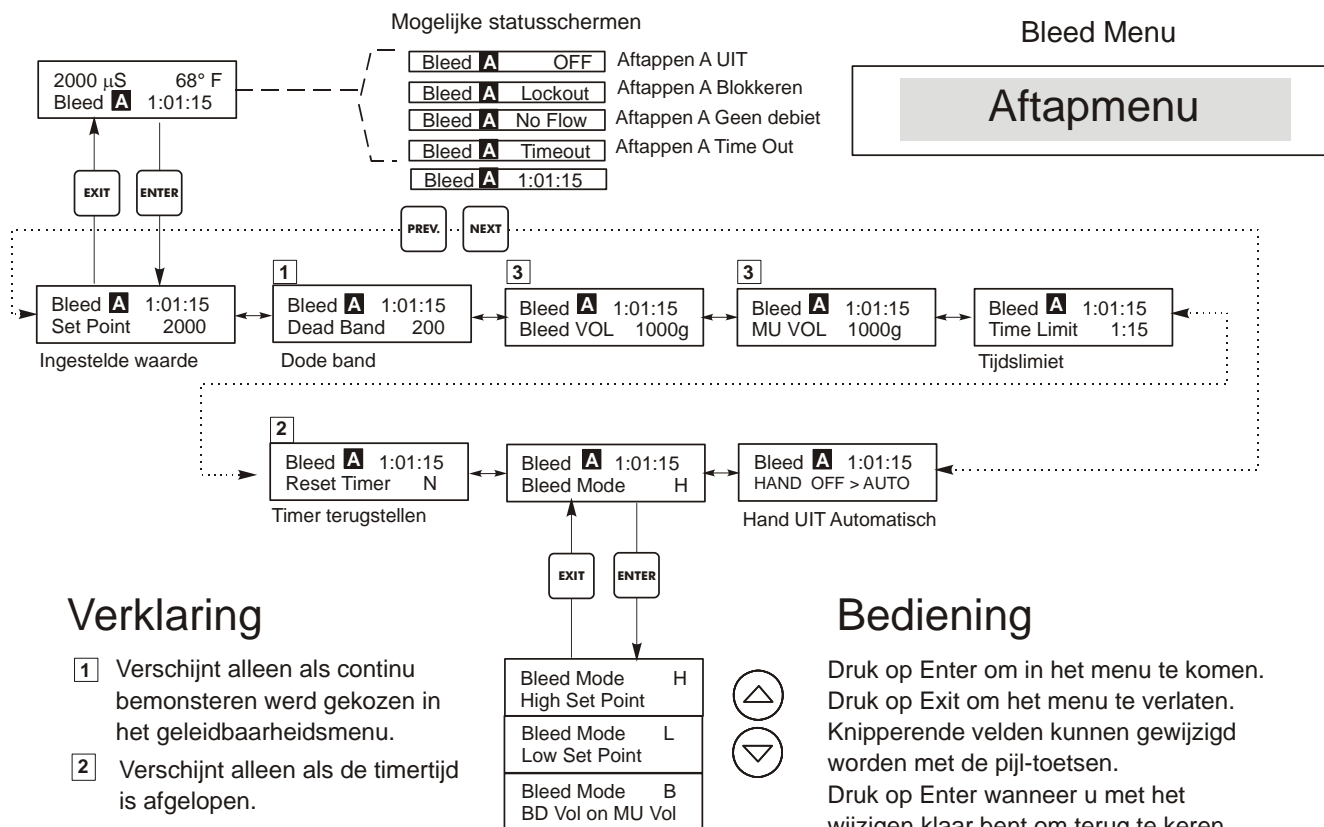 Mogelijke statusschermen
Bleed Menu
Aftapmenu
2000 µS 68° F
Bleed A 1:01:15
Bleed A OFF Aftappen A UIT
Bleed A Lockout Aftappen A Blokkeren
Bleed A No Flow Aftappen A Geen debiet
Bleed A Timeout Aftappen A Time Out
Bleed A 1:01:15
EXIT ENTER
PREV. NEXT
1
3
3
Bleed A 1:01:15
Set Point 2000
Ingestelde waarde
Bleed A 1:01:15
Dead Band 200
Dode band
Bleed A 1:01:15
Bleed VOL 1000g
Bleed A 1:01:15
MU VOL 1000g
Bleed A 1:01:15
Time Limit 1:15
Tijdslimiet
2
Bleed A 1:01:15
Reset Timer N
Timer terugstellen
Bleed A 1:01:15
Bleed Mode H
Bleed A 1:01:15
HAND OFF > AUTO
Hand UIT Automatisch
EXIT ENTER
Verklaring
1 Verschijnt alleen als continu
bemonsteren werd gekozen in
het geleidbaarheidsmenu.
2 Verschijnt alleen als de timertijd
is afgelopen.
Bleed Mode H
High Set Point
Bleed Mode L
Low Set Point
Bleed Mode B
BD Vol on MU Vol
Bediening
Druk op Enter om in het menu te komen.
Druk op Exit om het menu te verlaten.
Knipperende velden kunnen gewijzigd
worden met de pijl-toetsen.
Druk op Enter wanneer u met het
wijzigen klaar bent om terug te keren